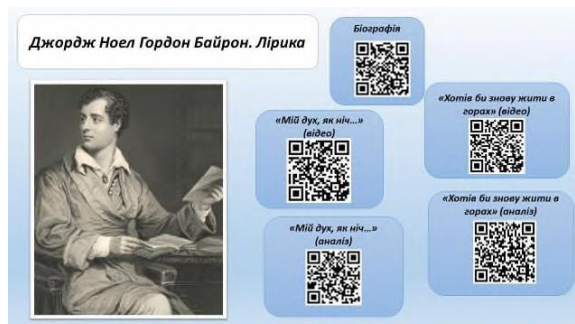 Джордж Ноел Гордон Байрон. Лірика
Біографія
«Мій дух, як ніч...»
(відео)
«Хотів би знову жити в
горах» (відео)
«Мій дух, як ніч...»
(аналіз)
«Хотів би знову жити в
горах» (аналіз)